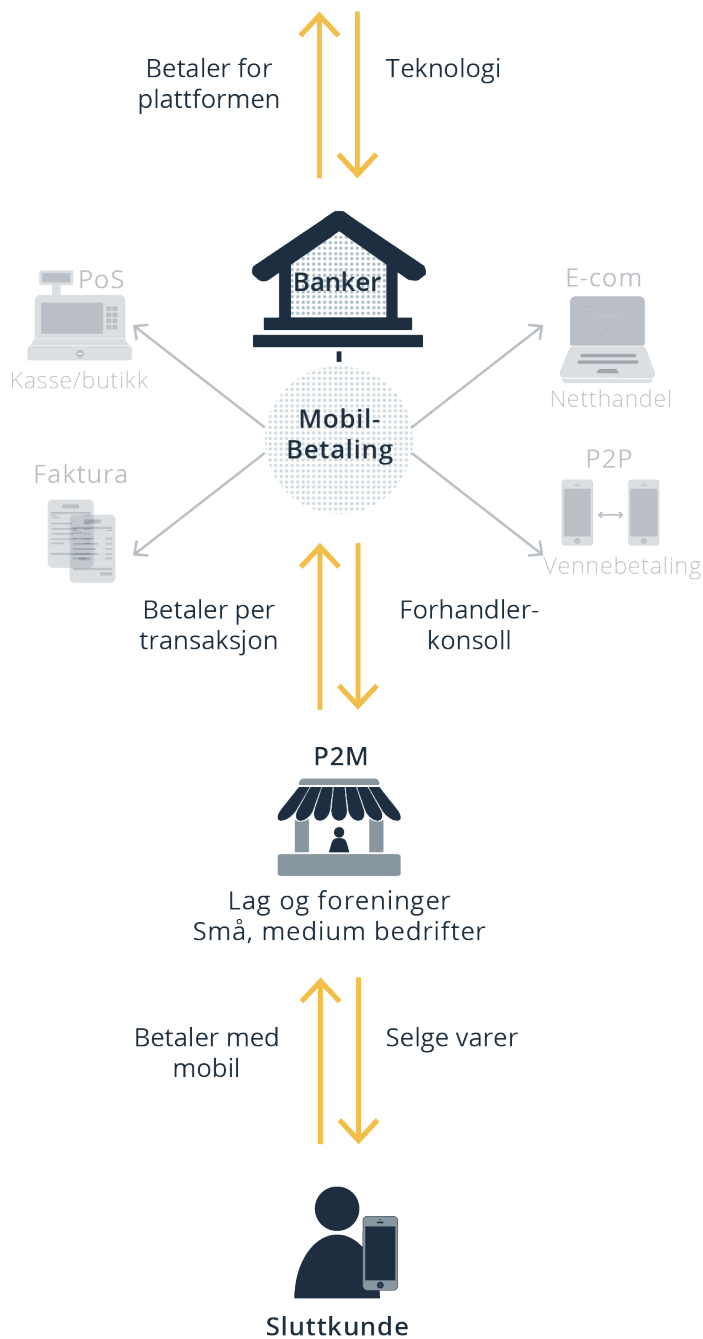 Betaler for
plattformen
Teknologi
Banker
PoS
Kasse/butikk
E-com
Netthandel
Mobil-
Betaling
Faktura
P2P
Vennebetaling
Betaler per
transaksjon
Forhandler-
konsoll
P2M
Lag og foreninger
Små, medium bedrifter
Betaler med
mobil
Selge varer
Sluttkunde